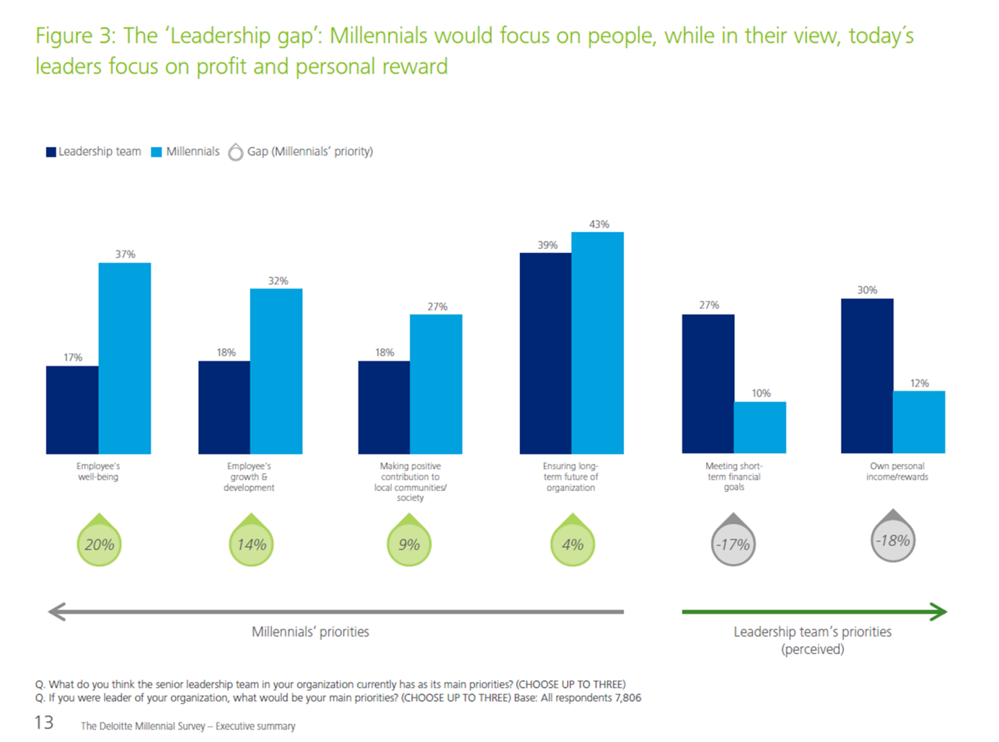 Figure 3: The ‘Leadership gap’: Millennials would focus on people, while in their view, today´s
leaders focus on profit and personal reward
Leadership team
Millennials
Gap (Millennials’ priority)
17%
37%
18%
32%
18%
27%
39%
43%
27%
10%
30%
12%
Employee's
well-being
Employee's
growth &
development
Making positive
contribution to
local communities/
society
Ensuring long-
term future of
organization
Meeting short-
term financial
goals
Own personal
income/rewards
20%
14%
9%
4%
-17%
-18%
Millennials’ priorities
Leadership team’s priorities
(perceived)
Q. What do you think the senior leadership team in your organization currently has as its main priorities? (CHOOSE UP TO THREE)
Q. If you were leader of your organization, what would be your main priorities? (CHOOSE UP TO THREE) Base: All respondents 7,806
13 The Deloitte Millennial Survey – Executive summary